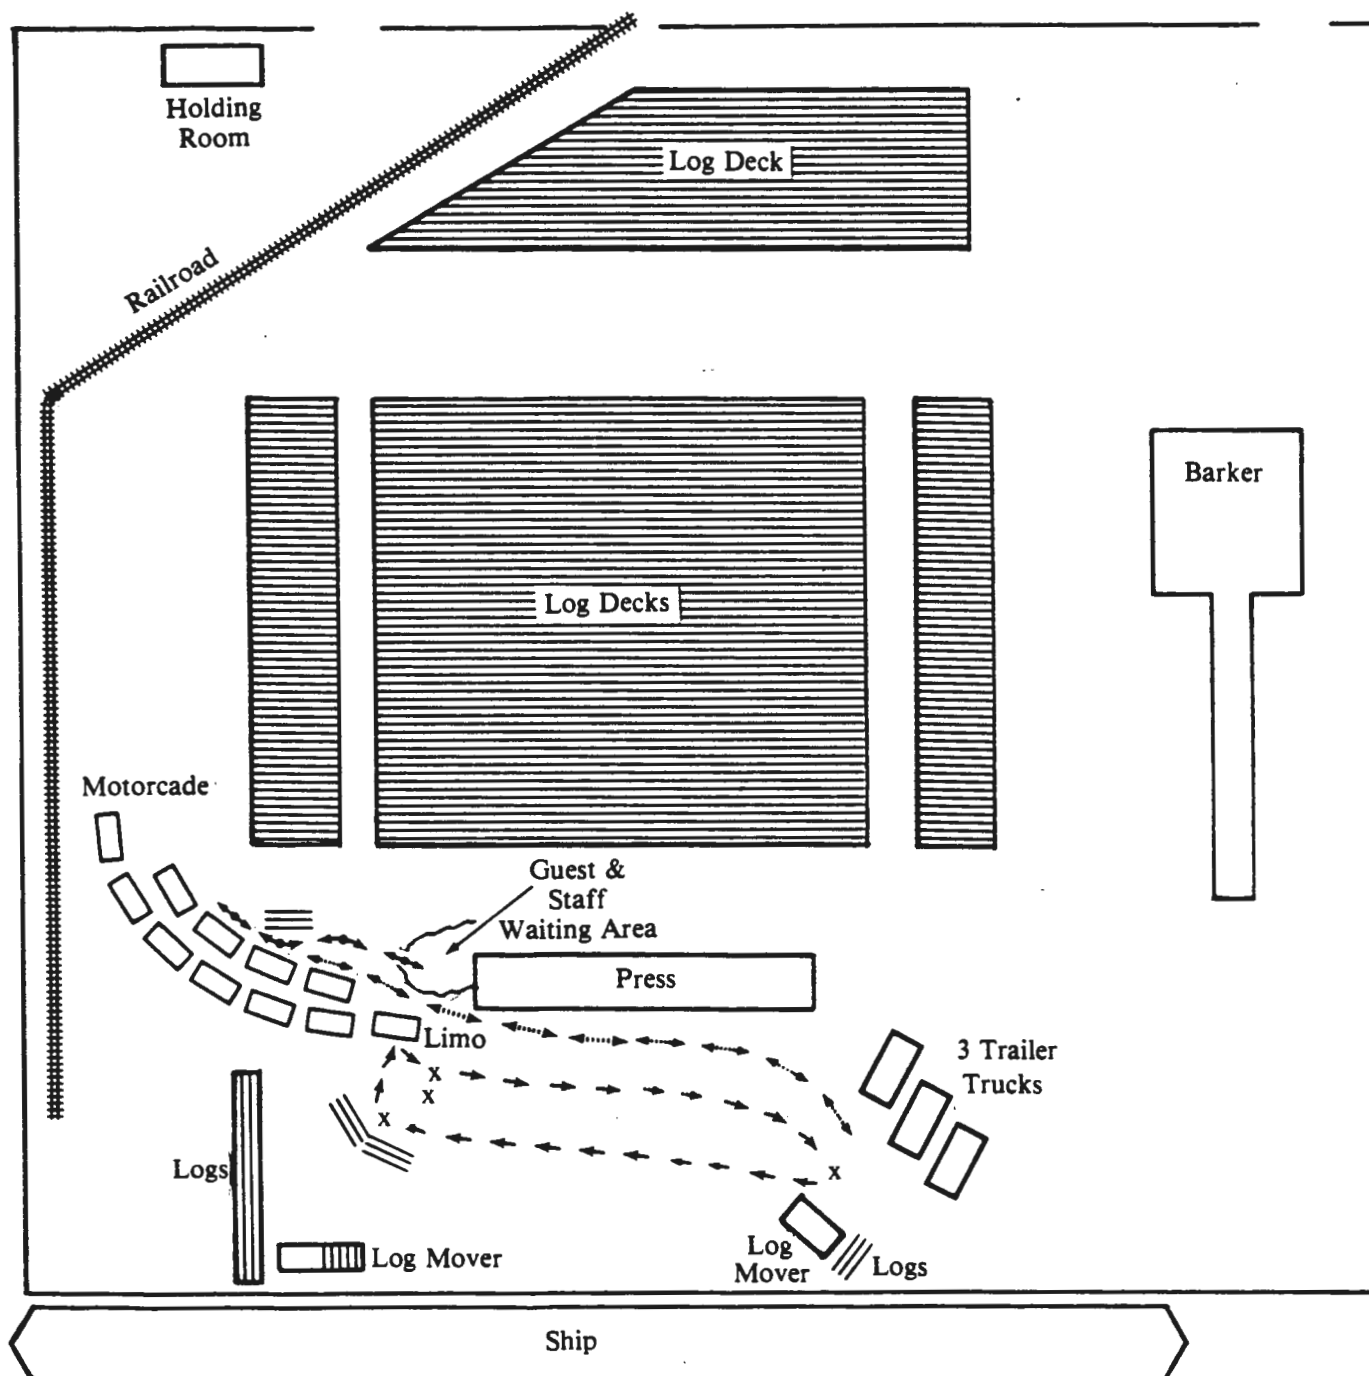 Holding
Room
Log Deck
Railroad
Barker
Log Decks
Motorcade
Guest &
Staff
Waiting Area
Press
Limo
x
x
x
3 Trailer
Trucks
Logs
x
Log Mover
Log
Mover
Logs
Ship